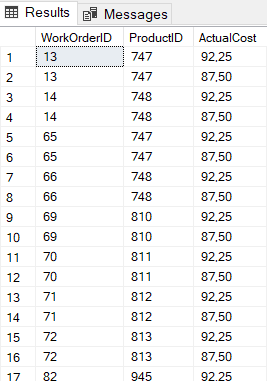 Results Messages
WorkOrderID ProductID ActualCost
1 13 747 92,25
2 13 747 87,50
3 14 748 92,25
4 14 748 87,50
5 65 747 92,25
6 65 747 87,50
7 66 748 92,25
8 66 748 87,50
9 69 810 92,25
10 69 810 87,50
11 70 811 92,25
12 70 811 87,50
13 71 812 92,25
14 71 812 87,50
15 72 813 92,25
16 72 813 87,50
17 82 945 92,25